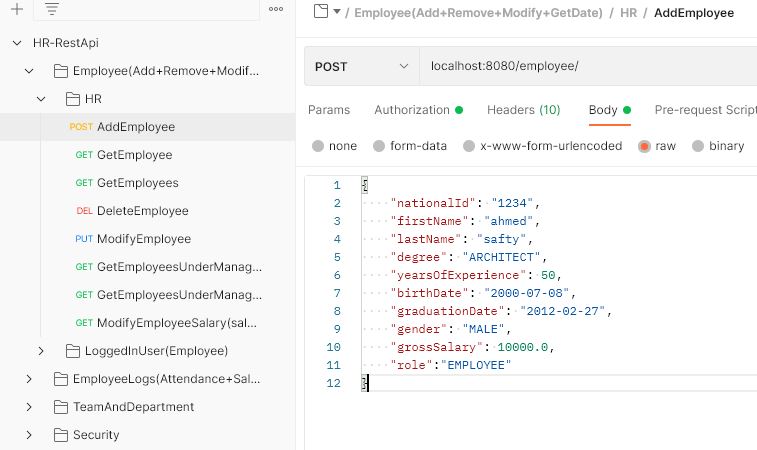 HR-RestApi
Employee(Add+Remove+Modif...
HR
POST AddEmployee
GET GetEmployee
GET GetEmployees
DEL DeleteEmployee
PUT ModifyEmployee
GET GetEmployeesUnderManag...
GET GetEmployeesUnderManag...
GET ModifyEmployeeSalary(sal...
LoggedInUser(Employee)
EmployeeLogs(Attendance+Sal...
TeamAndDepartment
Security
/ Employee(Add+Remove+Modify+GetDate) / HR / AddEmployee
POST localhost:8080/employee/
Params Authorization Headers (10) Body Pre-request Script
none form-data x-www-form-urlencoded raw binary
1 {
2 "nationalId": "1234",
3 "firstName": "ahmed",
4 "lastName": "safty",
5 "degree": "ARCHITECT",
6 "yearsOfExperience": 50,
7 "birthDate": "2000-07-08",
8 "graduationDate": "2012-02-27",
9 "gender": "MALE",
10 "grossSalary": 10000.0,
11 "role":"EMPLOYEE"
12 }